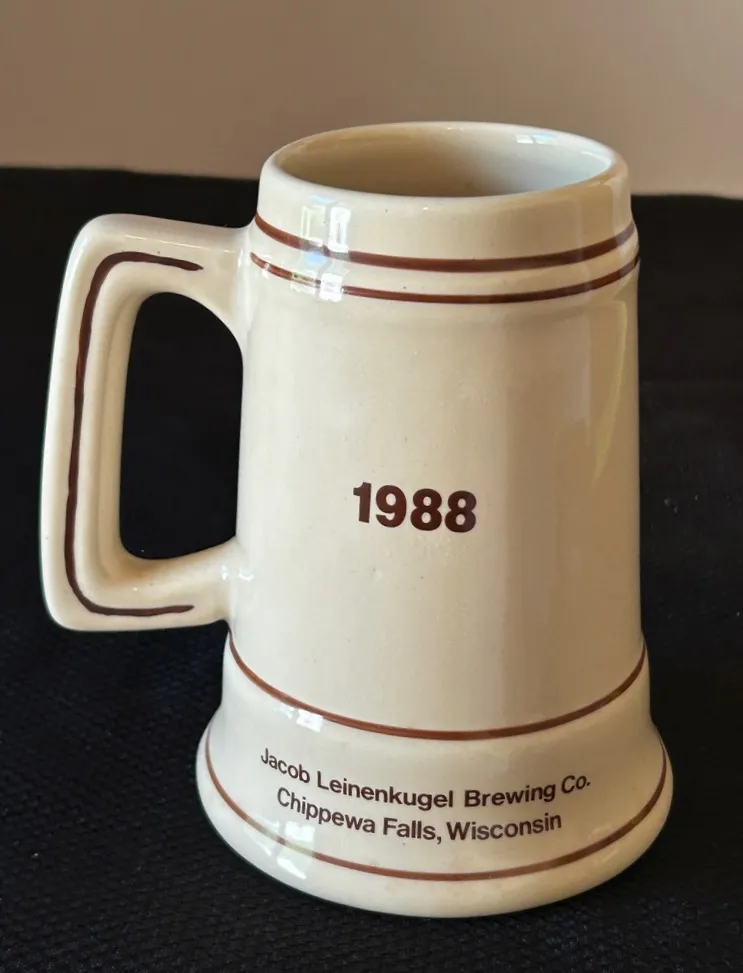 1988
Jacob Leinenkugel Brewing Co.
Chippewa Falls, Wisconsin